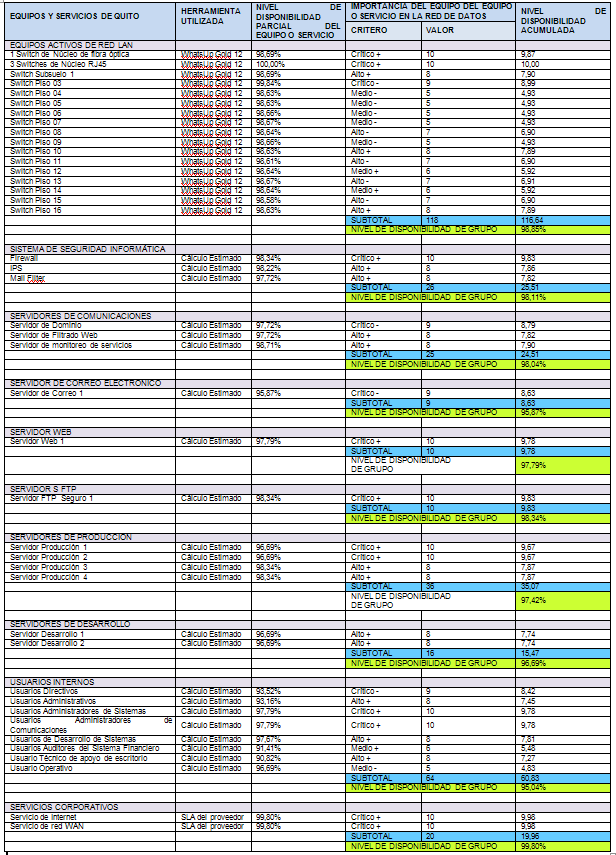 EQUIPOS Y SERVICIOS DE QUITO HERRAMIENTA UTILIZADA NIVEL DE DISPONIBILIDAD PARCIAL DEL EQUIPO O SERVICIO IMPORTANCIA DEL EQUIPO DEL EQUIPO O SERVICIO EN LA RED DE DATOS NIVEL DE DISPONIBILIDAD ACUMULADA
CRITERO VALOR
EQUIPOS ACTIVOS DE RED LAN
1 Switch de Núcleo de fibra óptica WhatsUp Gold 12 98,69% Crítico + 10 9,87
3 Switches de Núcleo RJ45 WhatsUp Gold 12 100,00% Crítico + 10 10,00
Switch Subsuelo 1 WhatsUp Gold 12 98,69% Alto + 8 7,90
Switch Piso 03 WhatsUp Gold 12 99,84% Crítico - 9 8,99
Switch Piso 04 WhatsUp Gold 12 98,63% Medio - 5 4,93
Switch Piso 05 WhatsUp Gold 12 98,63% Medio - 5 4,93
Switch Piso 06 WhatsUp Gold 12 98,66% Medio - 5 4,93
Switch Piso 07 WhatsUp Gold 12 98,67% Medio - 5 4,93
Switch Piso 08 WhatsUp Gold 12 98,64% Alto - 7 6,90
Switch Piso 09 WhatsUp Gold 12 98,66% Medio - 5 4,93
Switch Piso 10 WhatsUp Gold 12 98,63% Alto + 8 7,89
Switch Piso 11 WhatsUp Gold 12 98,61% Alto - 7 6,90
Switch Piso 12 WhatsUp Gold 12 98,64% Medio + 6 5,92
Switch Piso 13 WhatsUp Gold 12 98,67% Alto - 7 6,91
Switch Piso 14 WhatsUp Gold 12 98,64% Medio + 6 5,92
Switch Piso 15 WhatsUp Gold 12 98,58% Alto - 7 6,90
Switch Piso 16 WhatsUp Gold 12 98,63% Alto + 8 7,89
SUBTOTAL 118 116,64
NIVEL DE DISPONIBILIDAD DE GRUPO 98,85%
SISTEMA DE SEGURIDAD INFORMÁTICA
Firewall Cálculo Estimado 98,34% Crítico + 10 9,83
IPS Cálculo Estimado 98,22% Alto + 8 7,86
Mail Filter Cálculo Estimado 97,72% Alto + 8 7,82
SUBTOTAL 26 25,51
NIVEL DE DISPONIBILIDAD DE GRUPO 98,11%
SERVIDORES DE COMUNICACIONES
Servidor de Dominio Cálculo Estimado 97,72% Crítico - 9 8,79
Servidor de Filtrado Web Cálculo Estimado 97,72% Alto + 8 7,82
Servidor de monitoreo de servicios Cálculo Estimado 98,71% Alto + 8 7,90
SUBTOTAL 25 24,51
NIVEL DE DISPONIBILIDAD DE GRUPO 98,04%
SERVIDOR DE CORREO ELECTRONICO
Servidor de Correo 1 Cálculo Estimado 95,87% Crítico - 9 8,63
SUBTOTAL 9 8,63
NIVEL DE DISPONIBILIDAD DE GRUPO 95,87%
SERVIDOR WEB
Servidor Web 1 Cálculo Estimado 97,79% Crítico + 10 9,78
SUBTOTAL 10 9,78
NIVEL DE DISPONIBILIDAD DE GRUPO 97,79%
SERVIDOR S FTP
Servidor FTP Seguro 1 Cálculo Estimado 98,34% Crítico + 10 9,83
SUBTOTAL 10 9,83
NIVEL DE DISPONIBILIDAD DE GRUPO 98,34%
SERVIDORES DE PRODUCCION
Servidor Producción 1 Cálculo Estimado 96,69% Crítico + 10 9,67
Servidor Producción 2 Cálculo Estimado 96,69% Crítico + 10 9,67
Servidor Producción 3 Cálculo Estimado 98,34% Alto + 8 7,87
Servidor Producción 4 Cálculo Estimado 98,34% Alto + 8 7,87
SUBTOTAL 36 35,07
NIVEL DE DISPONIBILIDAD DE GRUPO 97,42%
SERVIDORES DE DESARROLLO
Servidor Desarrollo 1 Cálculo Estimado 96,69% Alto + 8 7,74
Servidor Desarrollo 2 Cálculo Estimado 96,69% Alto + 8 7,74
SUBTOTAL 16 15,47
NIVEL DE DISPONIBILIDAD DE GRUPO 96,69%
USUARIOS INTERNOS
Usuarios Directivos Cálculo Estimado 93,52% Crítico - 9 8,42
Usuarios Administrativos Cálculo Estimado 93,16% Alto + 8 7,45
Usuarios Administradores de Sistemas Cálculo Estimado 97,79% Crítico + 10 9,78
Usuarios Administradores de Comunicaciones Cálculo Estimado 97,79% Crítico + 10 9,78
Usuarios de Desarrollo de Sistemas Cálculo Estimado 97,67% Alto + 8 7,81
Usuarios Auditores del Sistema Financiero Cálculo Estimado 91,41% Medio + 6 5,48
Usuario Técnico de apoyo de escritorio Cálculo Estimado 90,82% Alto + 8 7,27
Usuario Operativo Cálculo Estimado 96,69% Medio - 5 4,83
SUBTOTAL 64 60,83
NIVEL DE DISPONIBILIDAD DE GRUPO 95,04%
SERVICIOS CORPORATIVOS
Servicio de Internet SLA del proveedor 99,80% Crítico + 10 9,98
Servicio de red WAN SLA del proveedor 99,80% Crítico + 10 9,98
SUBTOTAL 20 19,96
NIVEL DE DISPONIBILIDAD DE GRUPO 99,80%